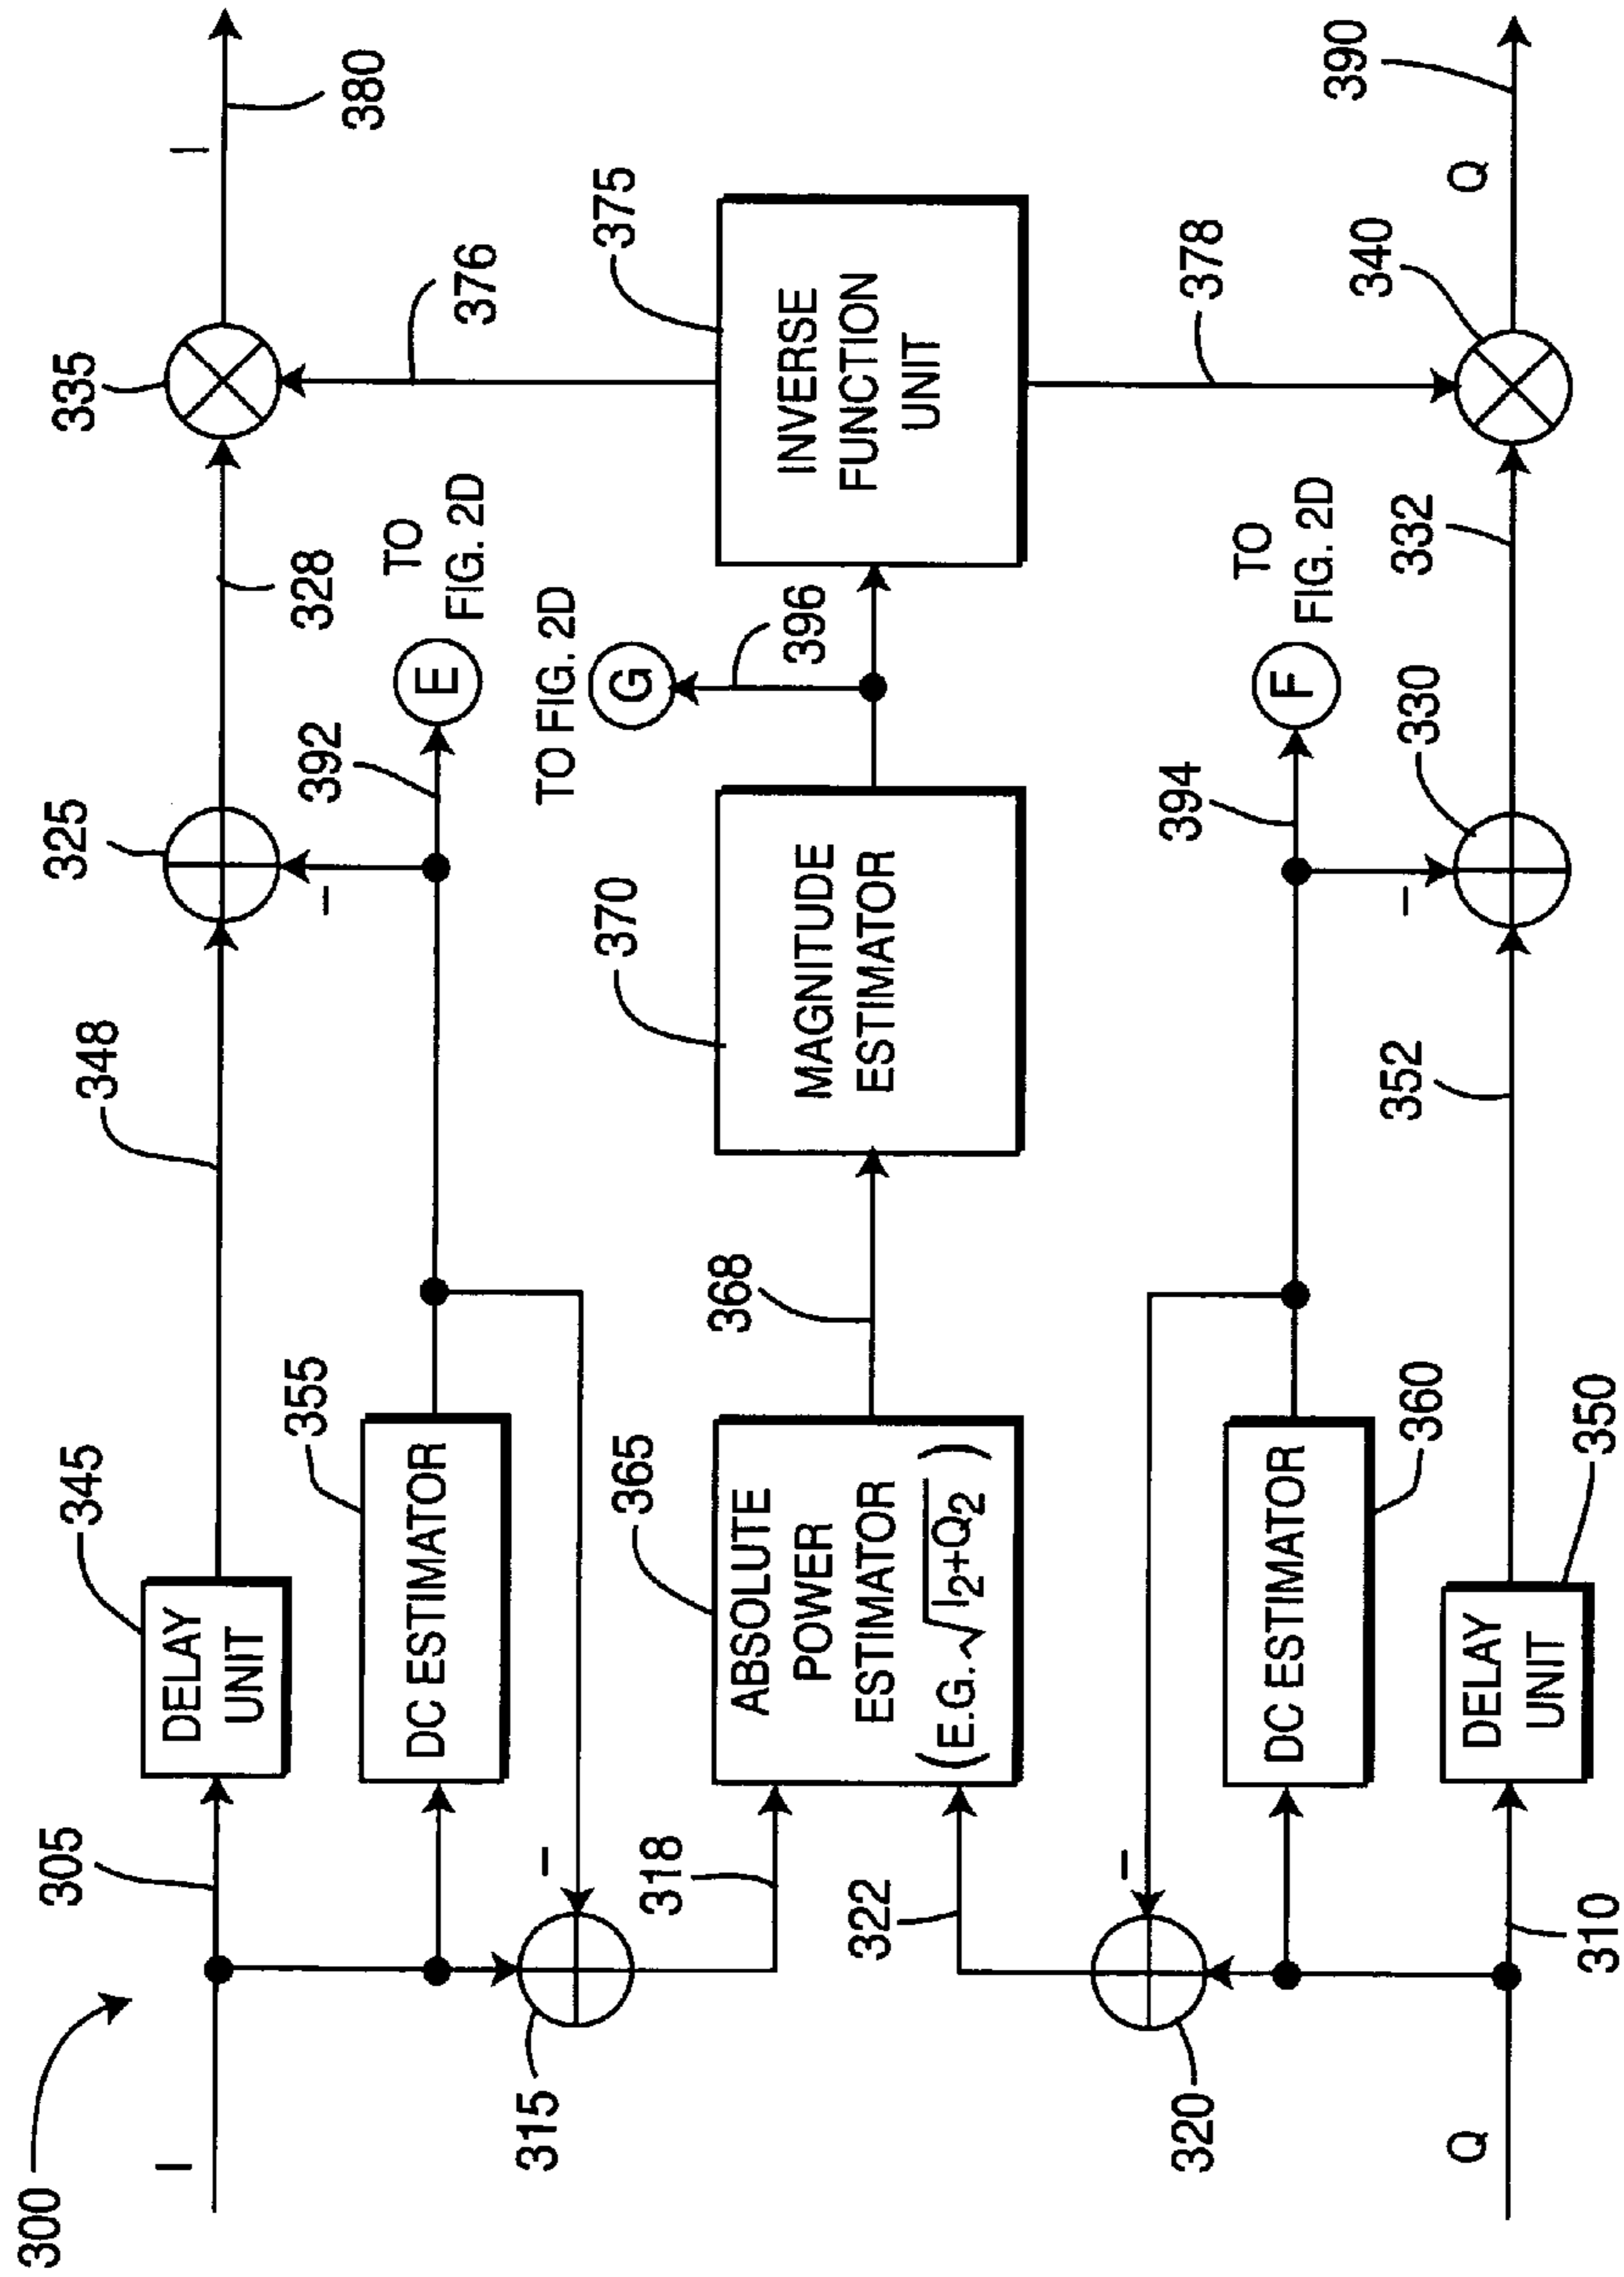 300
I
305
345
DELAY
UNIT
348
325
328
335
I
380
355
DC ESTIMATOR
392
E
TO
FIG. 2D
376
315
–
–
318
365
ABSOLUTE
POWER
ESTIMATOR
(E.G. √I2+Q2)
368
370
MAGNITUDE
ESTIMATOR
TO FIG. 2D
G
396
375
INVERSE
FUNCTION
UNIT
322
320
–
DC ESTIMATOR
360
394
F
TO
FIG. 2D
378
–
330
332
340
Q
310
DELAY
UNIT
350
352
Q
390